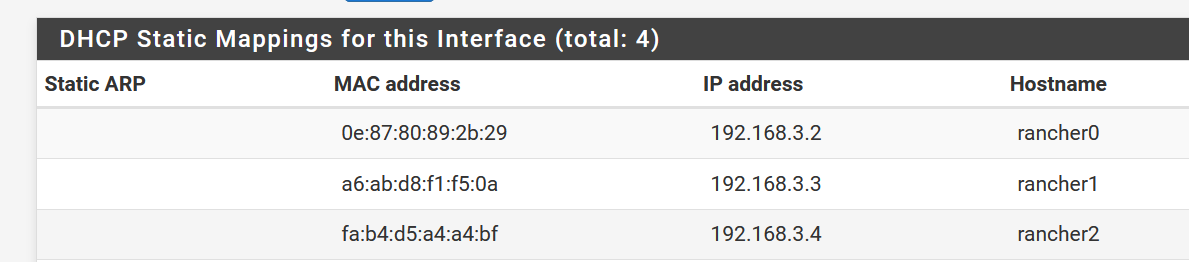 DHCP Static Mappings for this Interface (total: 4)
Static ARP MAC address IP address Hostname
0e:87:80:89:2b:29 192.168.3.2 rancher0
a6:ab:d8:f1:f5:0a 192.168.3.3 rancher1
fa:b4:d5:a4:a4:bf 192.168.3.4 rancher2